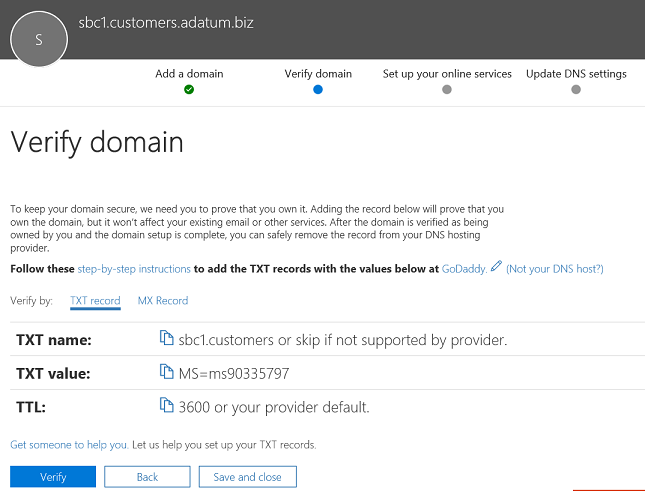 S
sbc1.customers.adatum.biz
Add a domain
Verify domain
Set up your online services
Update DNS settings
Verify domain
To keep your domain secure, we need you to prove that you own it. Adding the record below will prove that you
own the domain, but it won't affect your existing email or other services. After the domain is verified as being
owned by you and the domain setup is complete, you can safely remove the record from your DNS hosting
provider.
Follow these step-by-step instructions to add the TXT records with the values below at GoDaddy. (Not your DNS host?)
Verify by: TXT record MX Record
TXT name: sbc1.customers or skip if not supported by provider.
TXT value: MS=ms90335797
TTL: 3600 or your provider default.
Get someone to help you. Let us help you set up your TXT records.
Verify Back Save and close